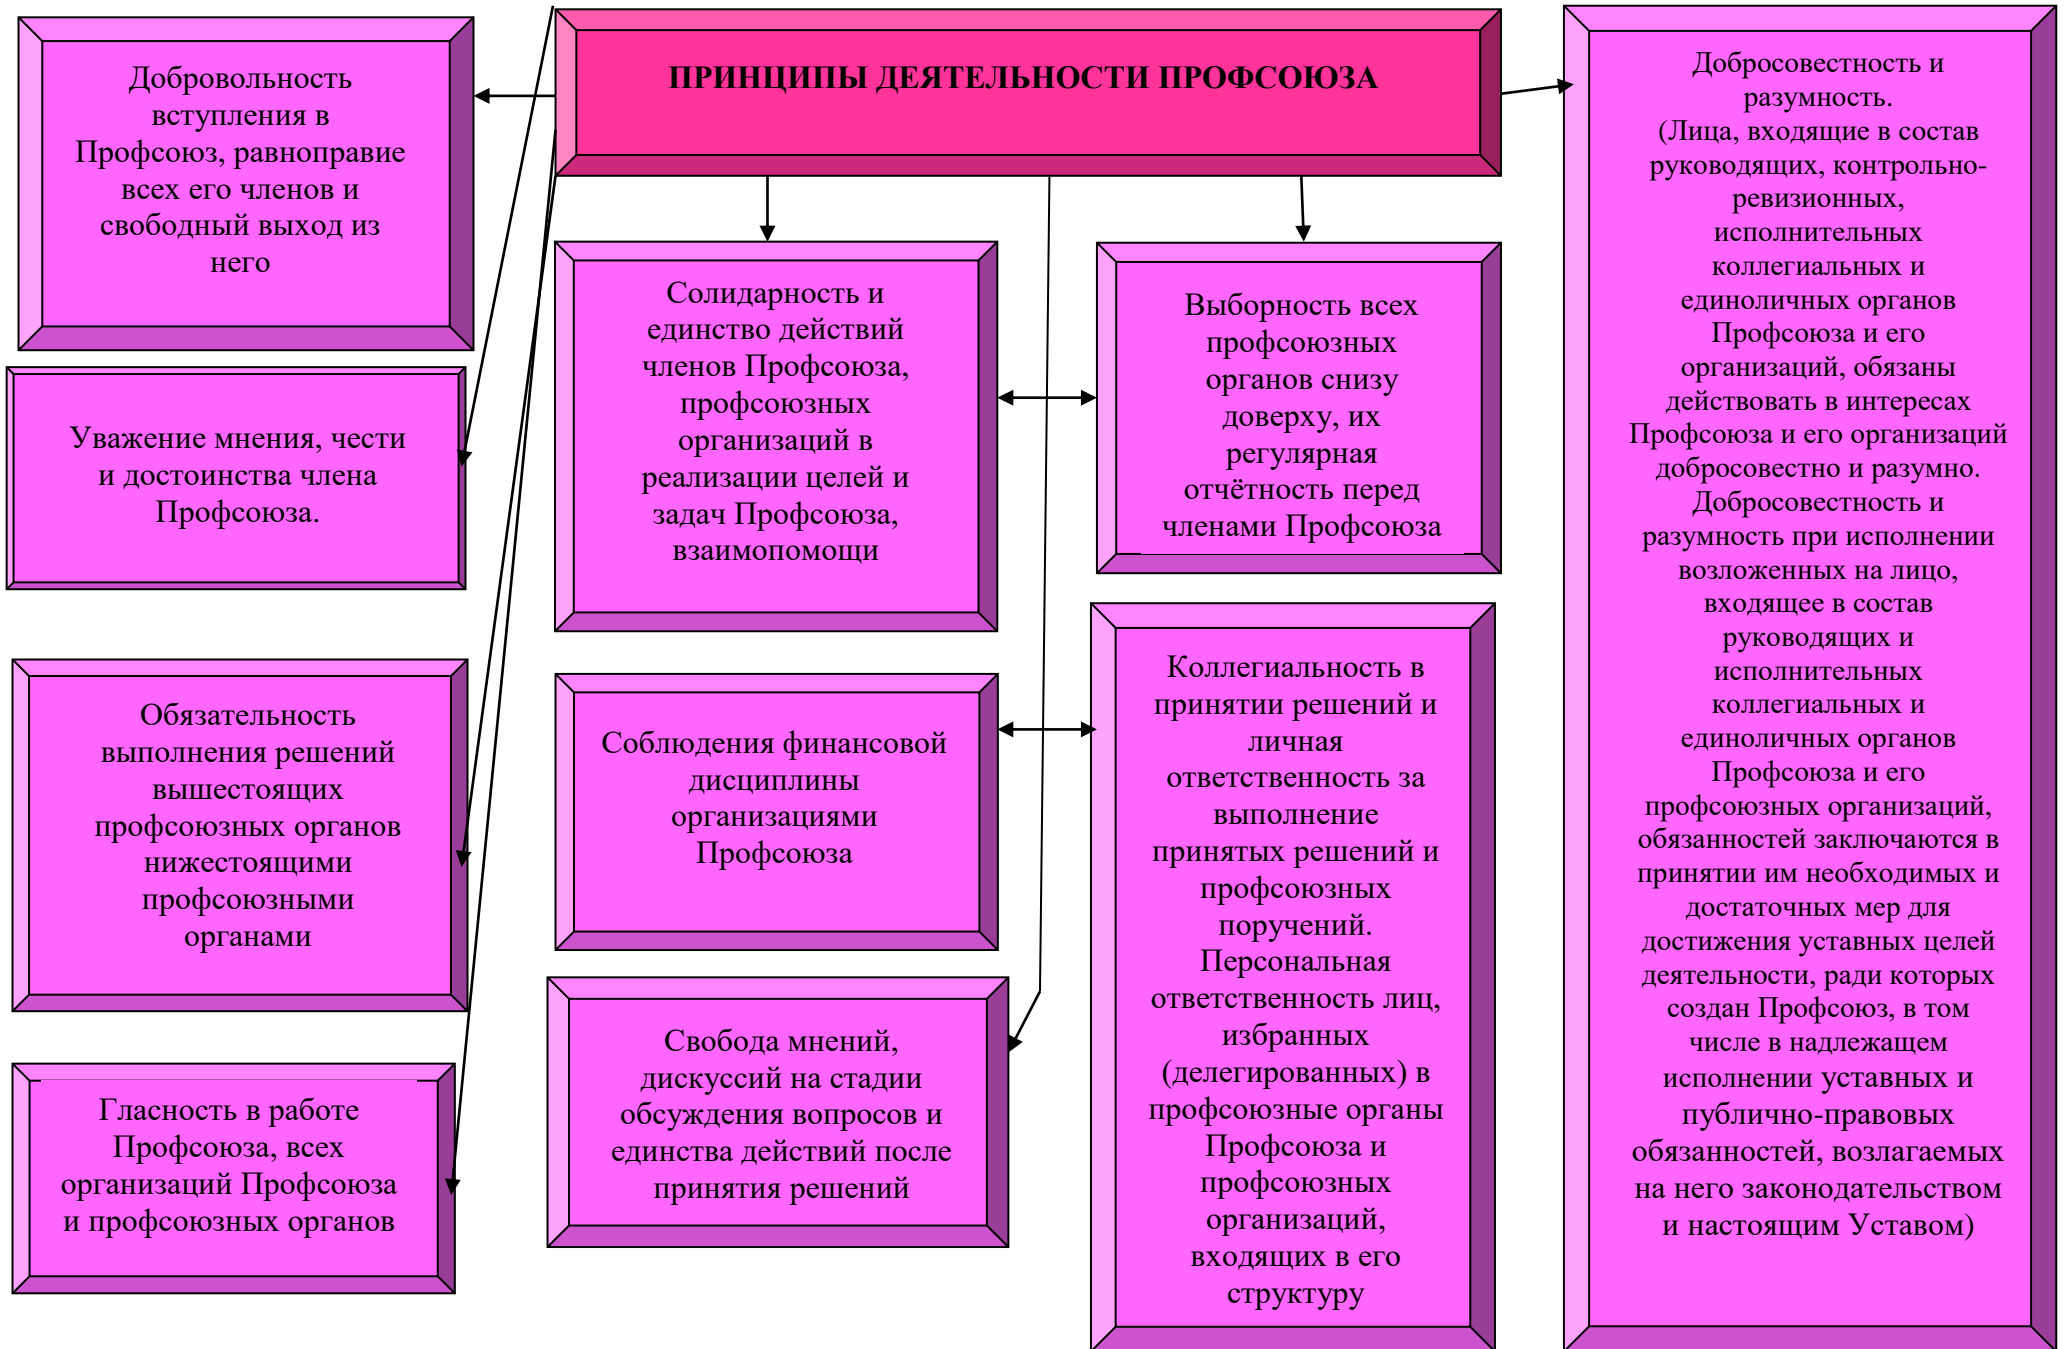 ПРИНЦИПЫ ДЕЯТЕЛЬНОСТИ ПРОФСОЮЗА
Добровольность
вступления в
Профсоюз, равноправие
всех его членов и
свободный выход из
него
Уважение мнения, чести
и достоинства члена
Профсоюза.
Обязательность
выполнения решений
вышестоящих
профсоюзных органов
нижестоящими
профсоюзными
органами
Гласность в работе
Профсоюза, всех
организаций Профсоюза
и профсоюзных органов
Солидарность и
единство действий
членов Профсоюза,
профсоюзных
организаций в
реализации целей и
задач Профсоюза,
взаимопомощи
Соблюдения финансовой
дисциплины
организациями
Профсоюза
Свобода мнений,
дискуссий на стадии
обсуждения вопросов и
единства действий после
принятия решений
Выборность всех
профсоюзных
органов снизу
доверху, их
регулярная
отчётность перед
членами Профсоюза
Коллегиальность в
принятии решений и
личная
ответственность за
выполнение
принятых решений и
профсоюзных
поручений.
Персональная
ответственность лиц,
избранных
(делегированных) в
профсоюзные органы
Профсоюза и
профсоюзных
организаций,
входящих в его
структуру
Добросовестность и
разумность.
(Лица, входящие в состав
руководящих, контрольно-
ревизионных,
исполнительных
коллегиальных и
единоличных органов
Профсоюза и его
организаций, обязаны
действовать в интересах
Профсоюза и его организаций
добросовестно и разумно.
Добросовестность и
разумность при исполнении
возложенных на лицо,
входящее в состав
руководящих и
исполнительных
коллегиальных и
единоличных органов
Профсоюза и его
профсоюзных организаций,
обязанностей заключаются в
принятии им необходимых и
достаточных мер для
достижения уставных целей
деятельности, ради которых
создан Профсоюз, в том
числе в надлежащем
исполнении уставных и
публично-правовых
обязанностей, возлагаемых
на него законодательством
и настоящим Уставом)